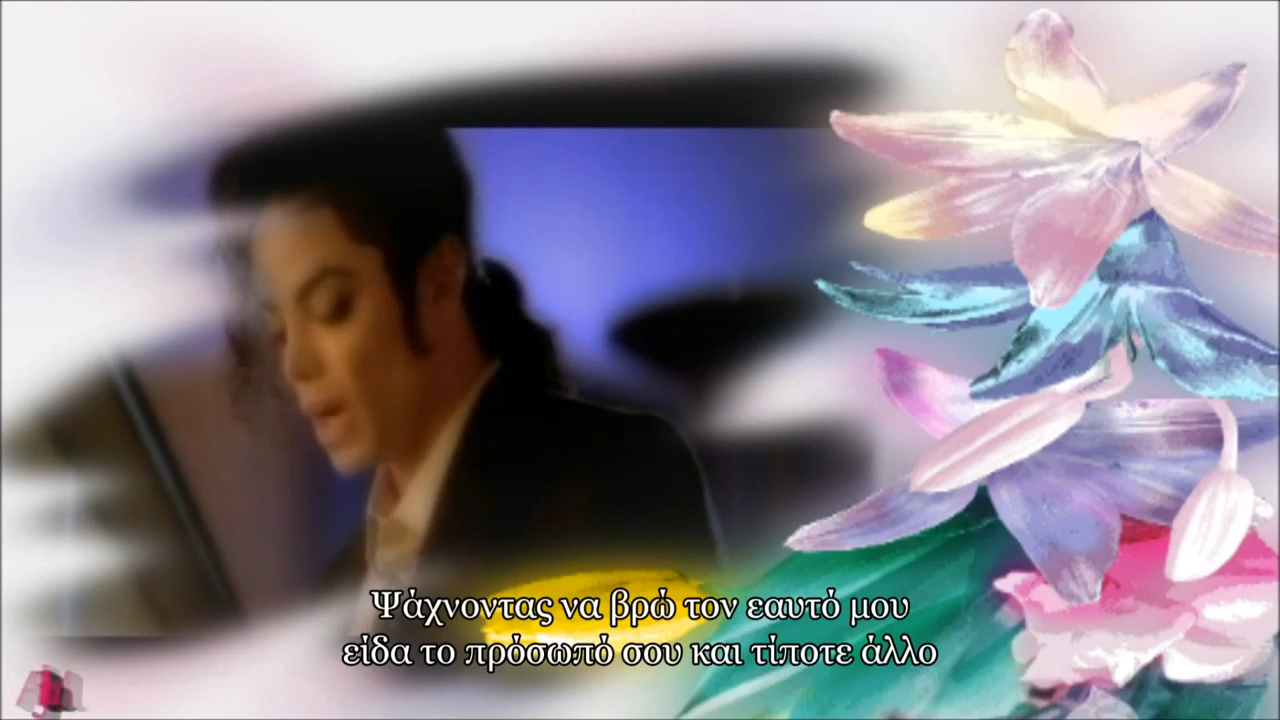 Ψάχνοντας να βρώ τον εαυτό μου
είδα το πρόσωπό σου και τίποτε άλλο